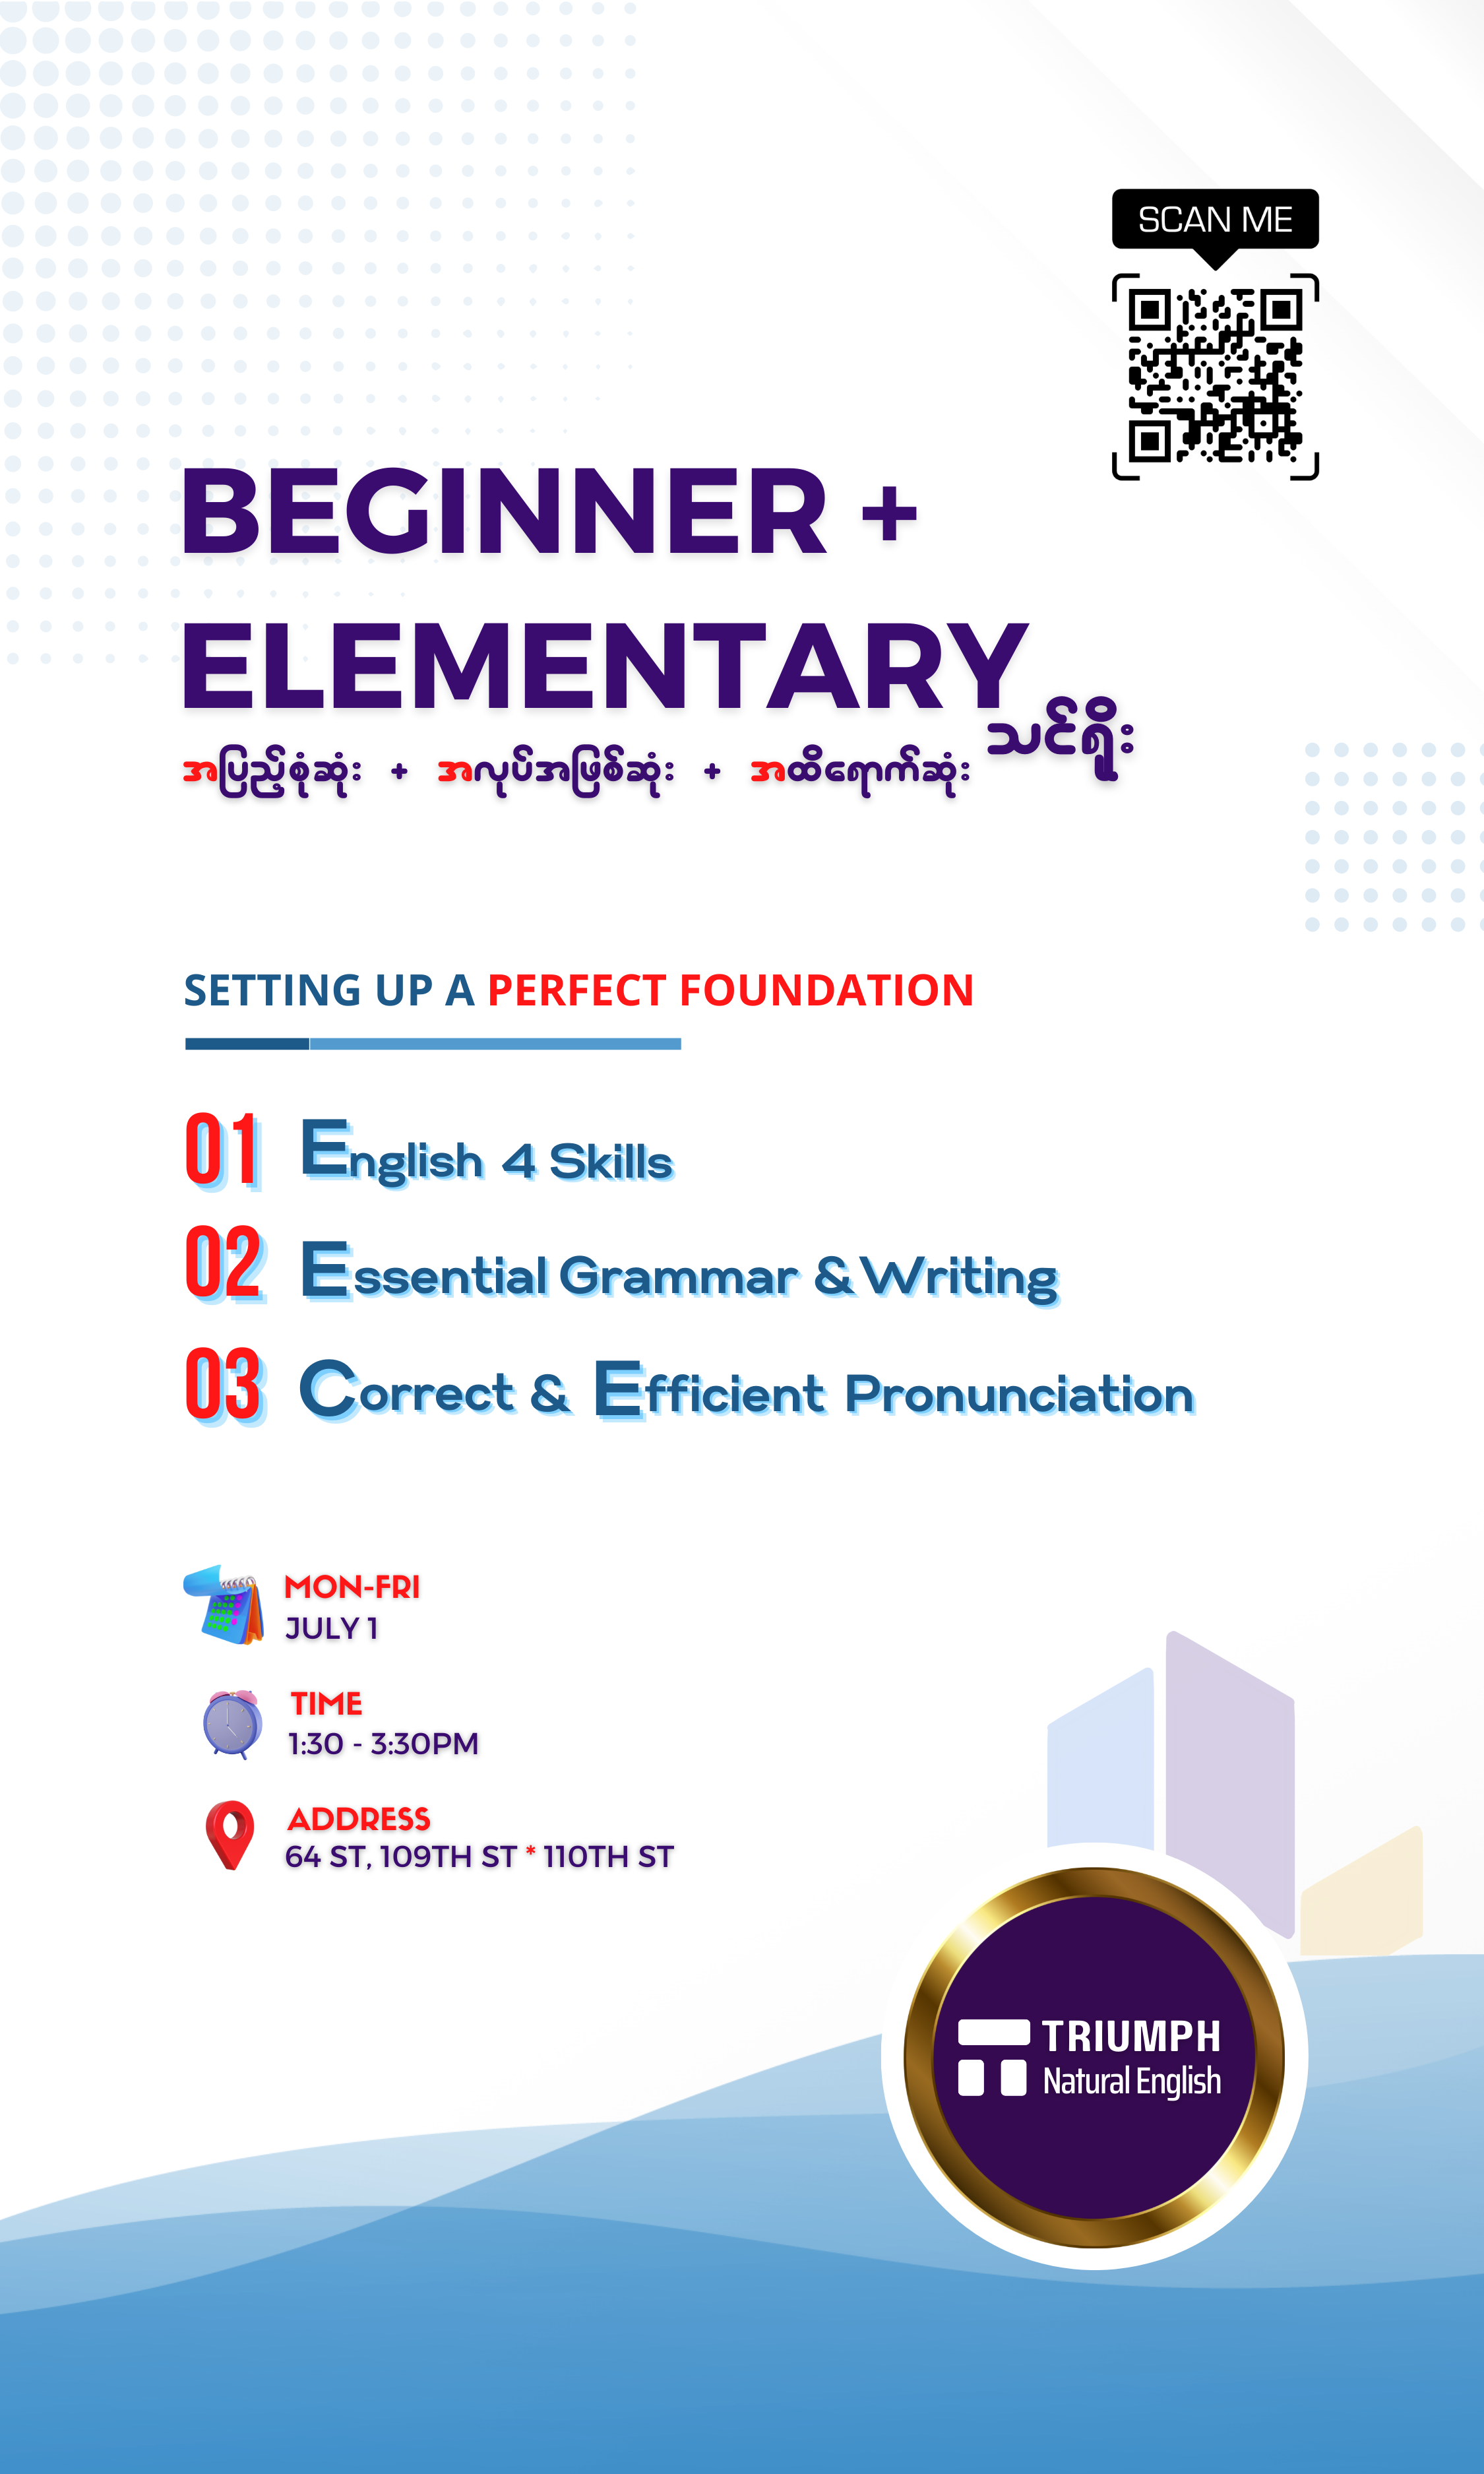 SCAN ME
BEGINNER +
ELEMENTARY
အပြည့်စုံဆုံး + အလုပ်အဖြစ်ဆုံး + အထိရောက်ဆုံး သင်ရိုး
SETTING UP A PERFECT FOUNDATION
01 English 4 Skills
02 Essential Grammar & Writing
03 Correct & Efficient Pronunciation
MON-FRI
JULY 1
TIME
1:30 - 3:30PM
ADDRESS
64 ST, 109TH ST * 110TH ST
TRIUMPH
Natural English